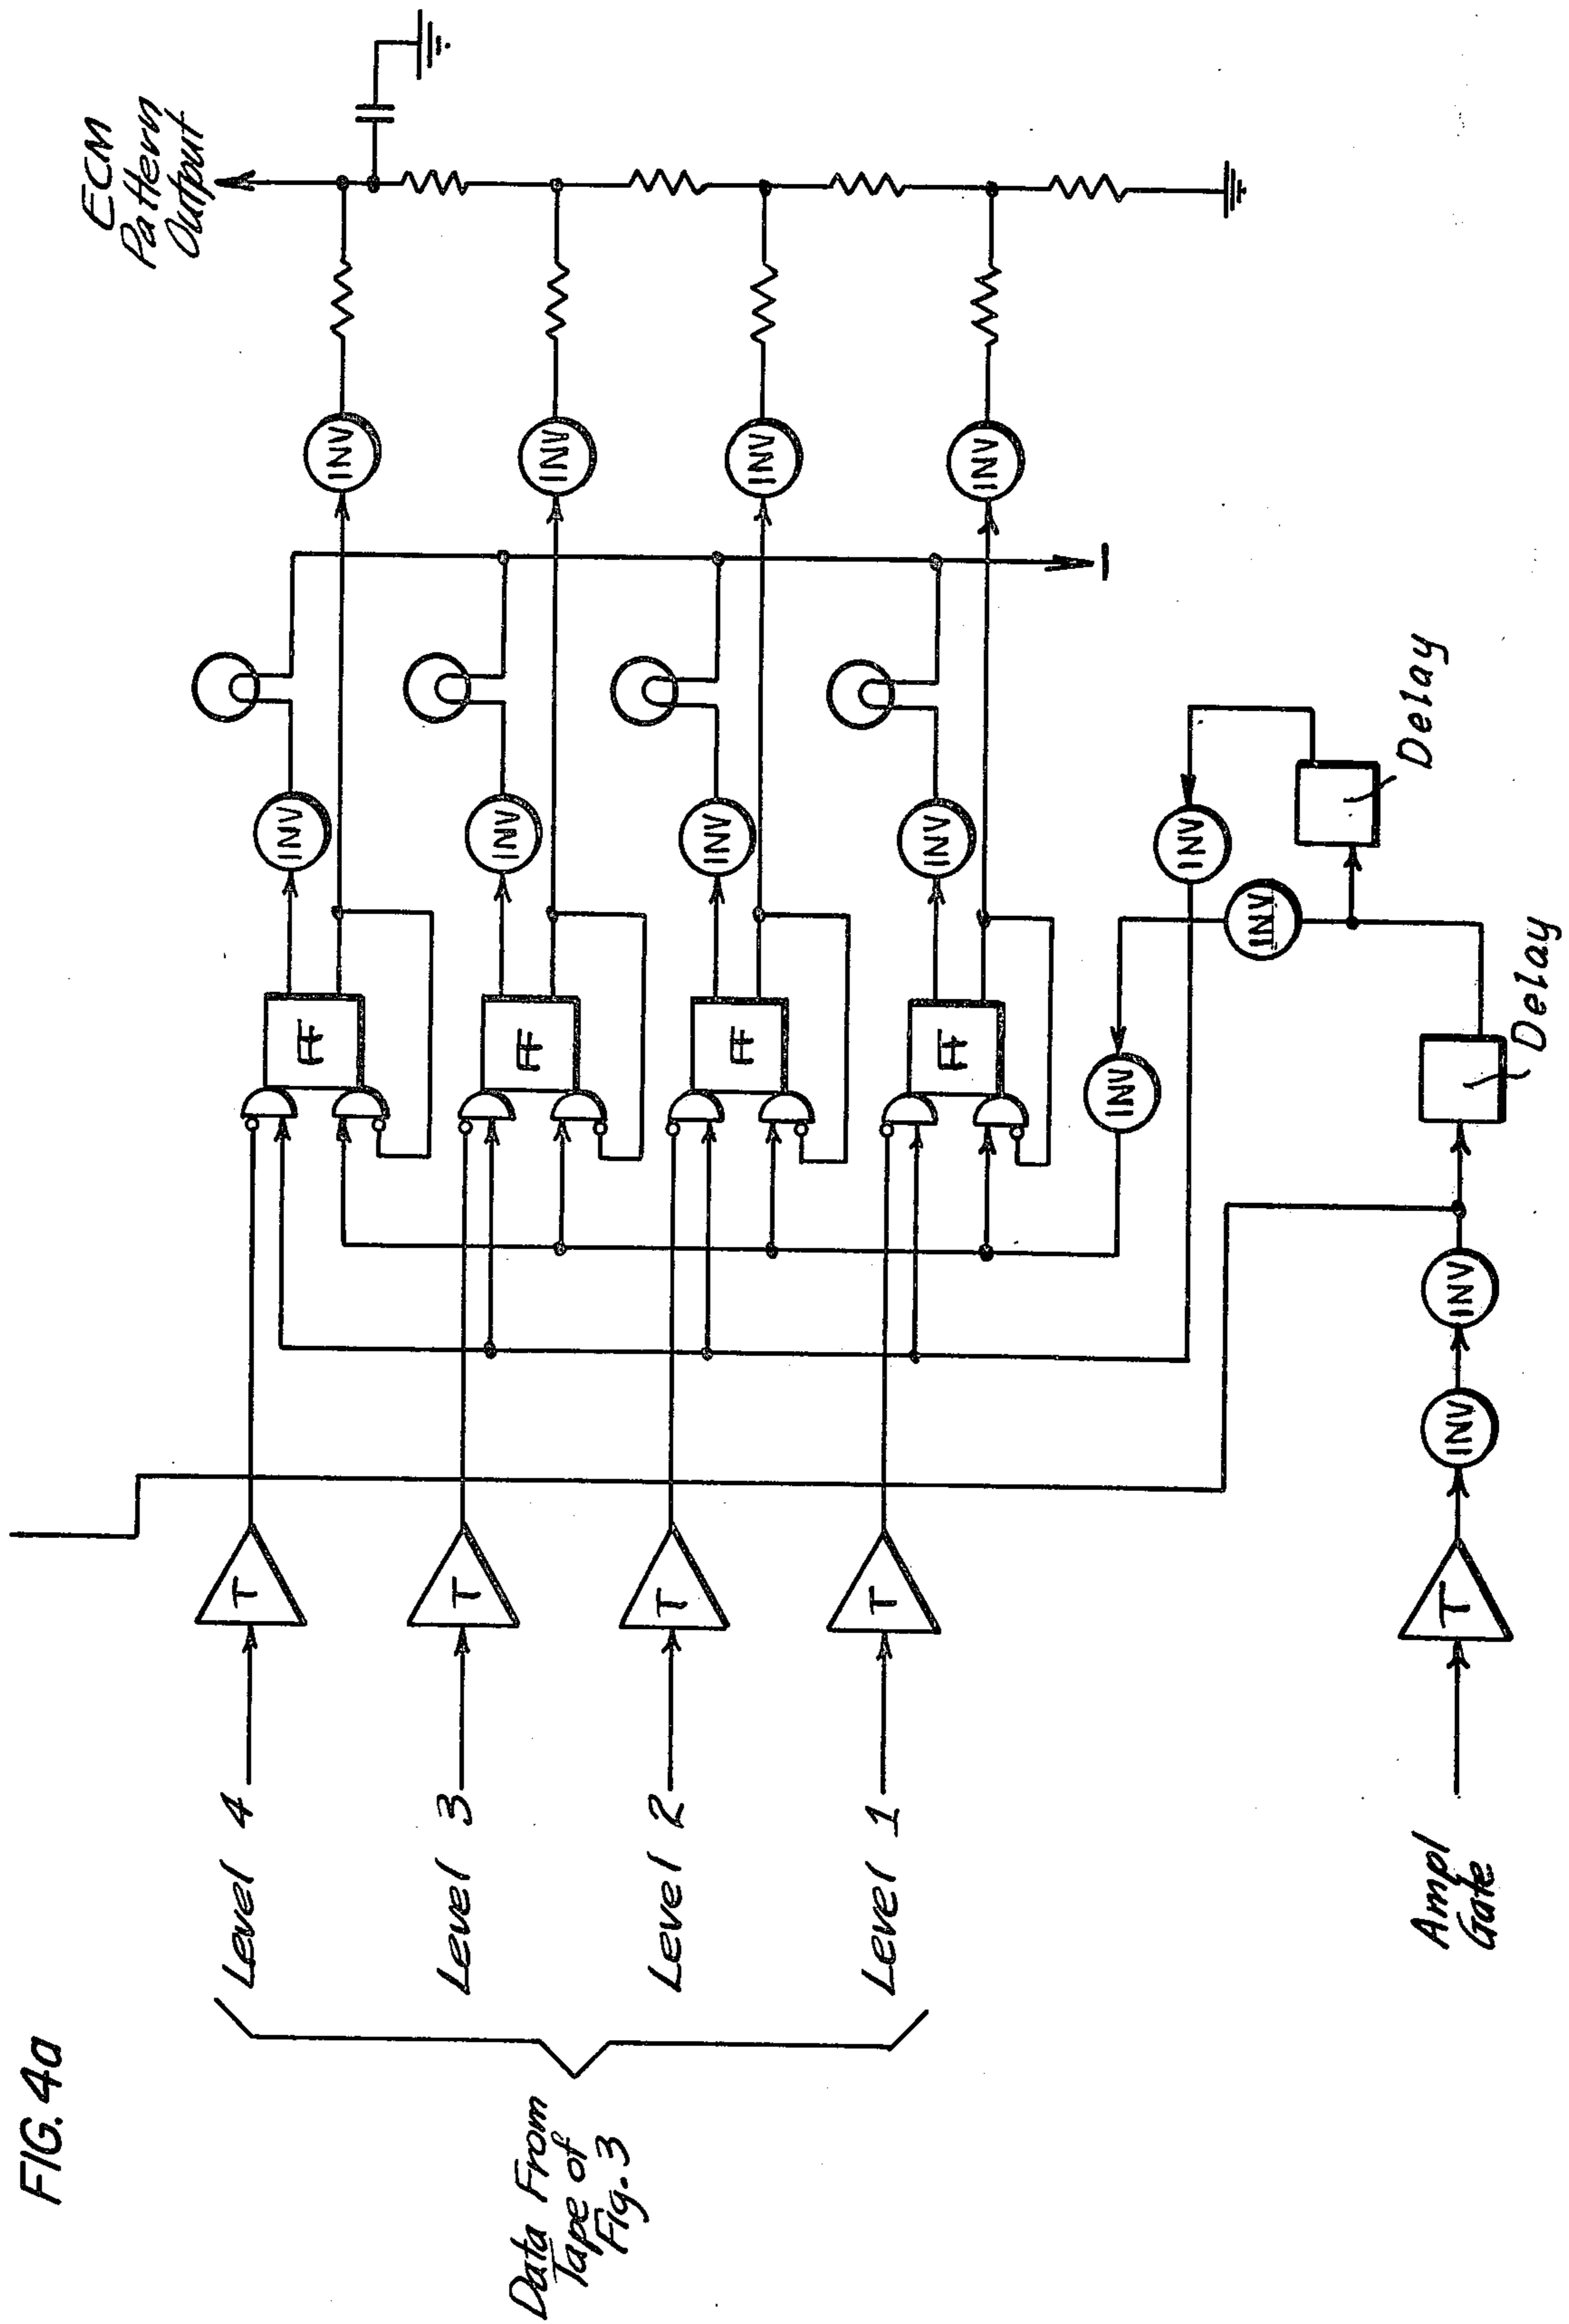 FIG. 4a
ECM
Pattern
Output
Data From
Tape of
Fig. 3
Level 4
T
FF
INV
INV
Level 3
T
FF
INV
INV
Level 2
T
FF
INV
INV
Level 1
T
FF
INV
INV
INV
INV
INV
Delay
Ampl
Gate
T
INV
INV
Delay